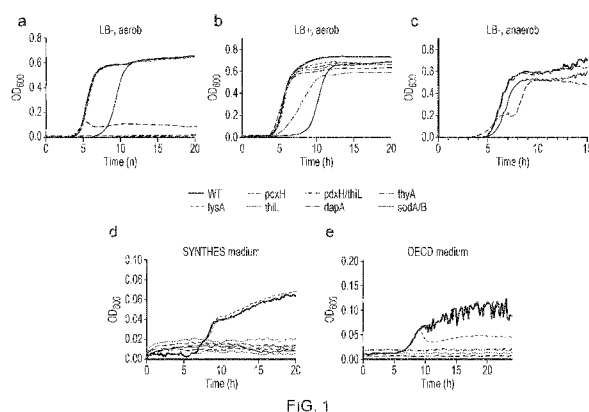 a
LB-, aerob
OD600
0.8
0.6
0.4
0.2
0.0
0 5 10 15 20
Time (h)
b
LB+, aerob
OD600
0.8
0.6
0.4
0.2
0.0
0 5 10 15 20
Time (h)
c
LB-, anaerob
OD600
0.8
0.6
0.4
0.2
0.0
0 5 10 15
Time (h)
WT pdxH pdxH/thiL thyA
lysA thiL dapA sodA/B
d
SYNTHES medium
OD600
0.10
0.08
0.06
0.04
0.02
0.00
0 5 10 15 20
Time (h)
e
OECD medium
OD600
0.20
0.15
0.10
0.05
0.00
0 5 10 15 20
Time (h)
FIG. 1